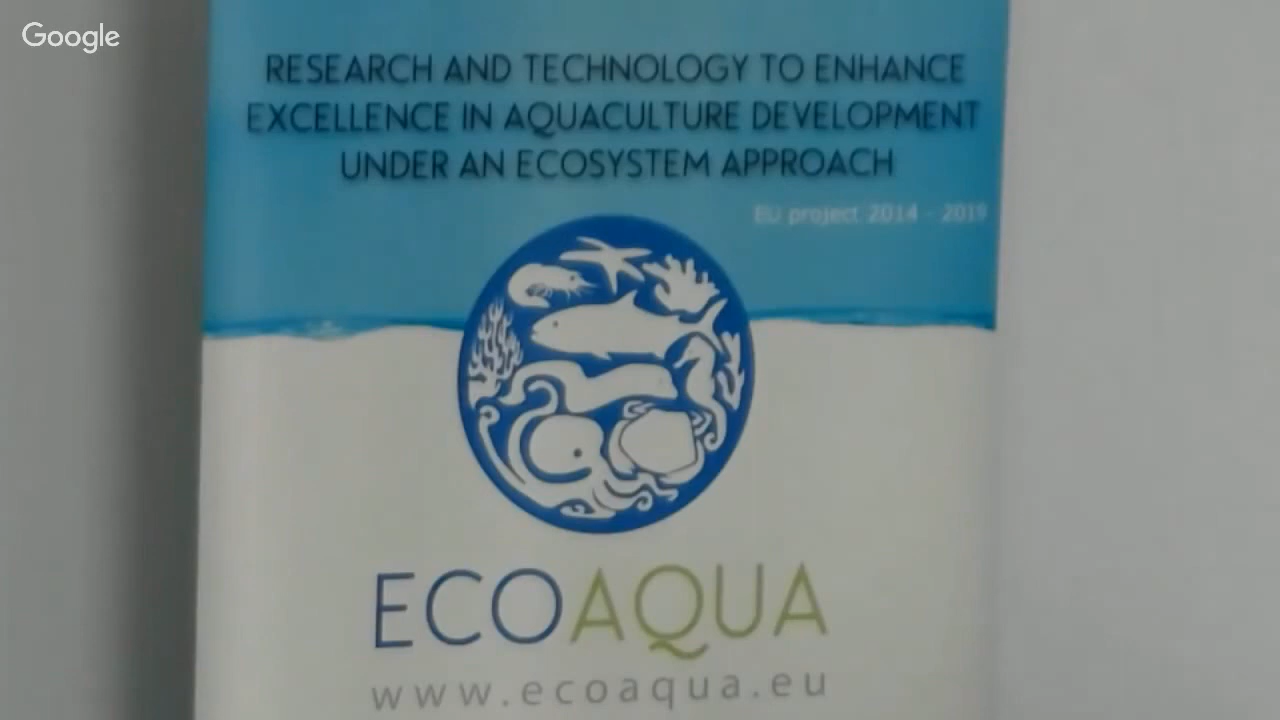 Google
RESEARCH AND TECHNOLOGY TO ENHANCE
EXCELLENCE IN AQUACULTURE DEVELOPMENT
UNDER AN ECOSYSTEM APPROACH
EU project 2014 - 2019
ECOAQUA
www.ecoaqua.eu